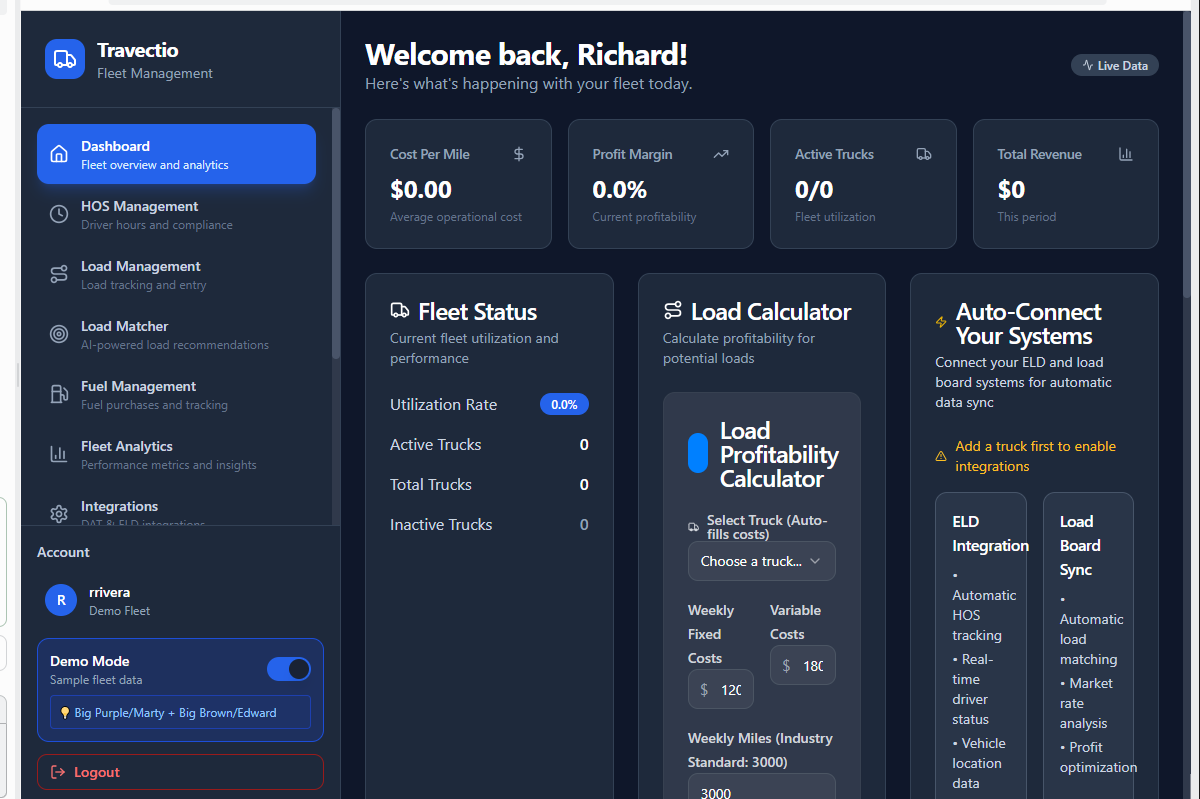 Travectio
Fleet Management
Dashboard
Fleet overview and analytics
HOS Management
Driver hours and compliance
Load Management
Load tracking and entry
Load Matcher
AI-powered load recommendations
Fuel Management
Fuel purchases and tracking
Fleet Analytics
Performance metrics and insights
Integrations
DAT & ELD integrations
Account
R
rrivera
Demo Fleet
Demo Mode
Sample fleet data
💡 Big Purple/Marty + Big Brown/Edward
Logout
Welcome back, Richard!
Here's what's happening with your fleet today.
Live Data
Cost Per Mile
$0.00
Average operational cost
Profit Margin
0.0%
Current profitability
Active Trucks
0/0
Fleet utilization
Total Revenue
$0
This period
Fleet Status
Current fleet utilization and
performance
Utilization Rate 0.0%
Active Trucks 0
Total Trucks 0
Inactive Trucks 0
Load Calculator
Calculate profitability for
potential loads
Load
Profitability
Calculator
Select Truck (Auto-
fills costs)
Choose a truck...
Weekly
Fixed
Costs
$ 120
Variable
Costs
$ 180
Weekly Miles (Industry
Standard: 3000)
3000
Auto-Connect
Your Systems
Connect your ELD and load
board systems for automatic
data sync
Add a truck first to enable
integrations
ELD
Integration
•
Automatic
HOS
tracking
• Real-
time
driver
status
• Vehicle
location
data
Load
Board
Sync
•
Automatic
load
matching
• Market
rate
analysis
• Profit
optimization